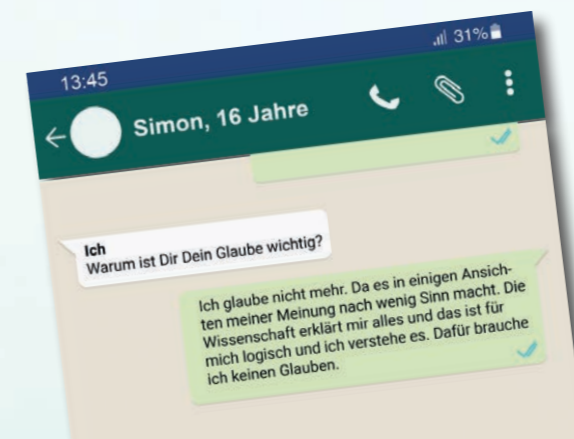 13:45
31%
Simon, 16 Jahre
Ich
Warum ist Dir Dein Glaube wichtig?
Ich glaube nicht mehr. Da es in einigen Ansich-
ten meiner Meinung nach wenig Sinn macht. Die
Wissenschaft erklärt mir alles und das ist für
mich logisch und ich verstehe es. Dafür brauche
ich keinen Glauben.